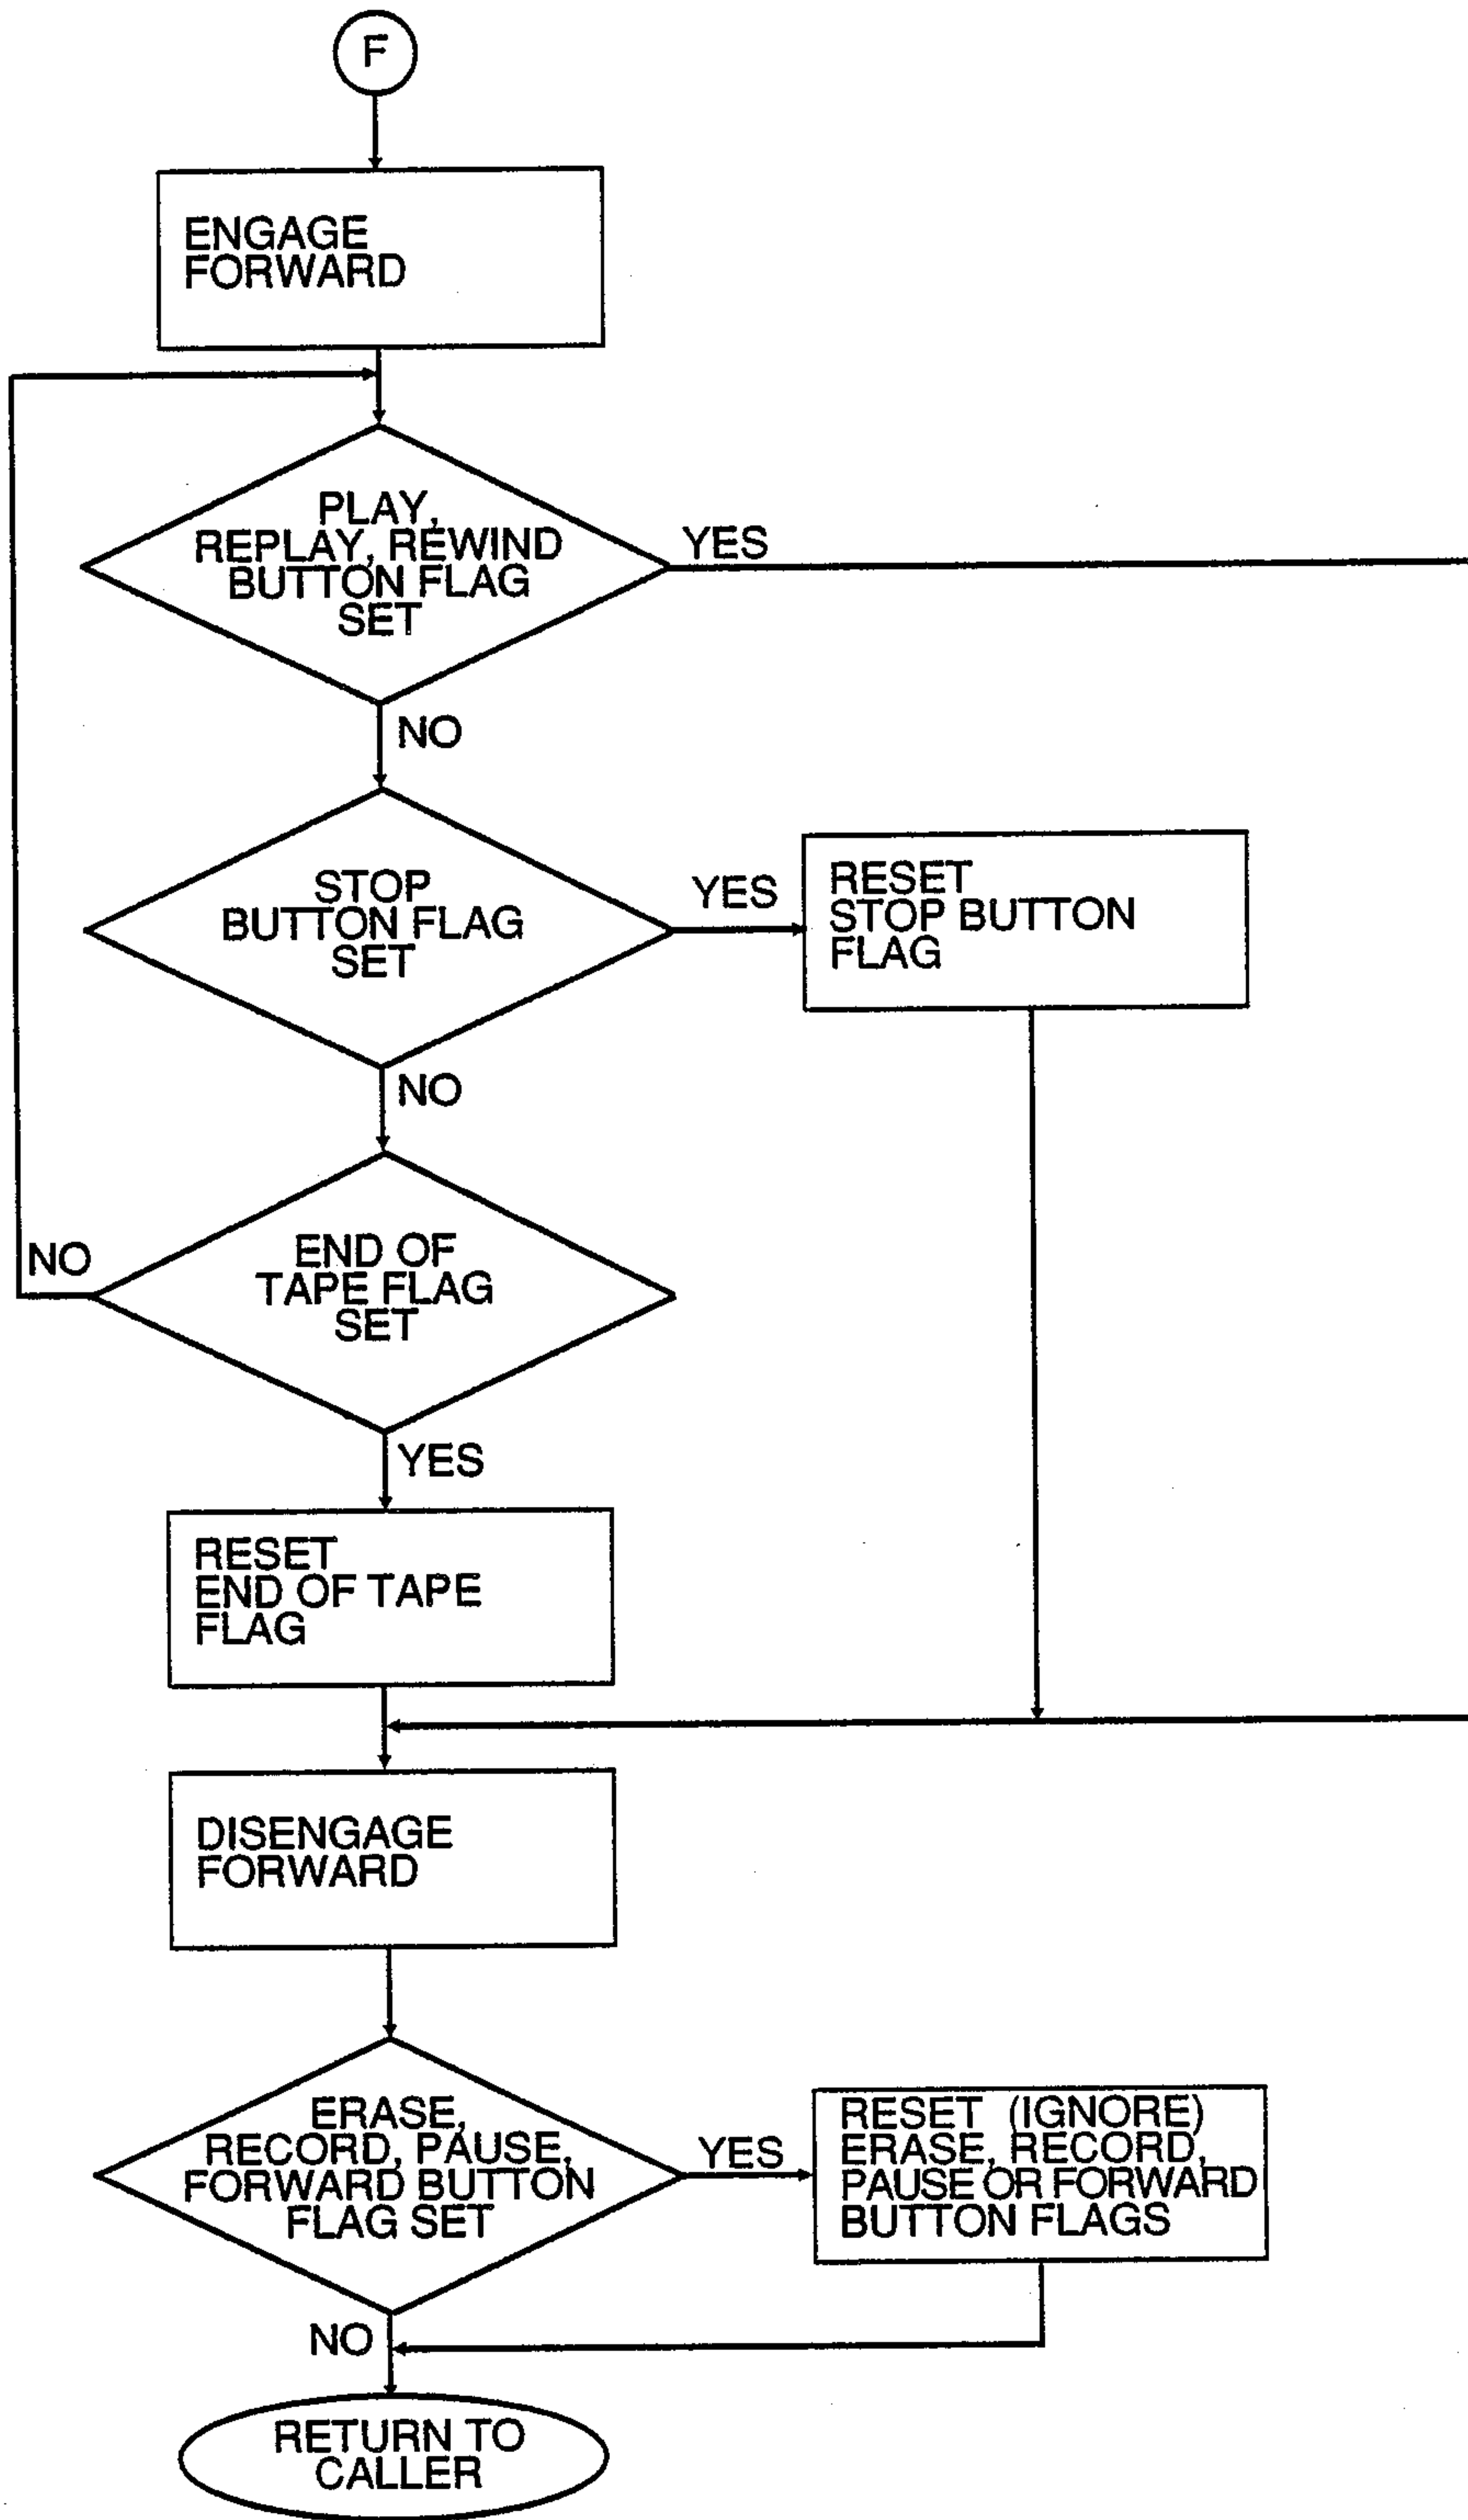 F
ENGAGE
FORWARD
PLAY,
REPLAY, REWIND
BUTTON FLAG
SET
YES
NO
STOP
BUTTON FLAG
SET
YES
RESET
STOP BUTTON
FLAG
NO
END OF
TAPE FLAG
SET
NO
YES
RESET
END OF TAPE
FLAG
DISENGAGE
FORWARD
ERASE,
RECORD, PAUSE,
FORWARD BUTTON
FLAG SET
YES
RESET (IGNORE)
ERASE, RECORD,
PAUSE OR FORWARD
BUTTON FLAGS
NO
RETURN TO
CALLER